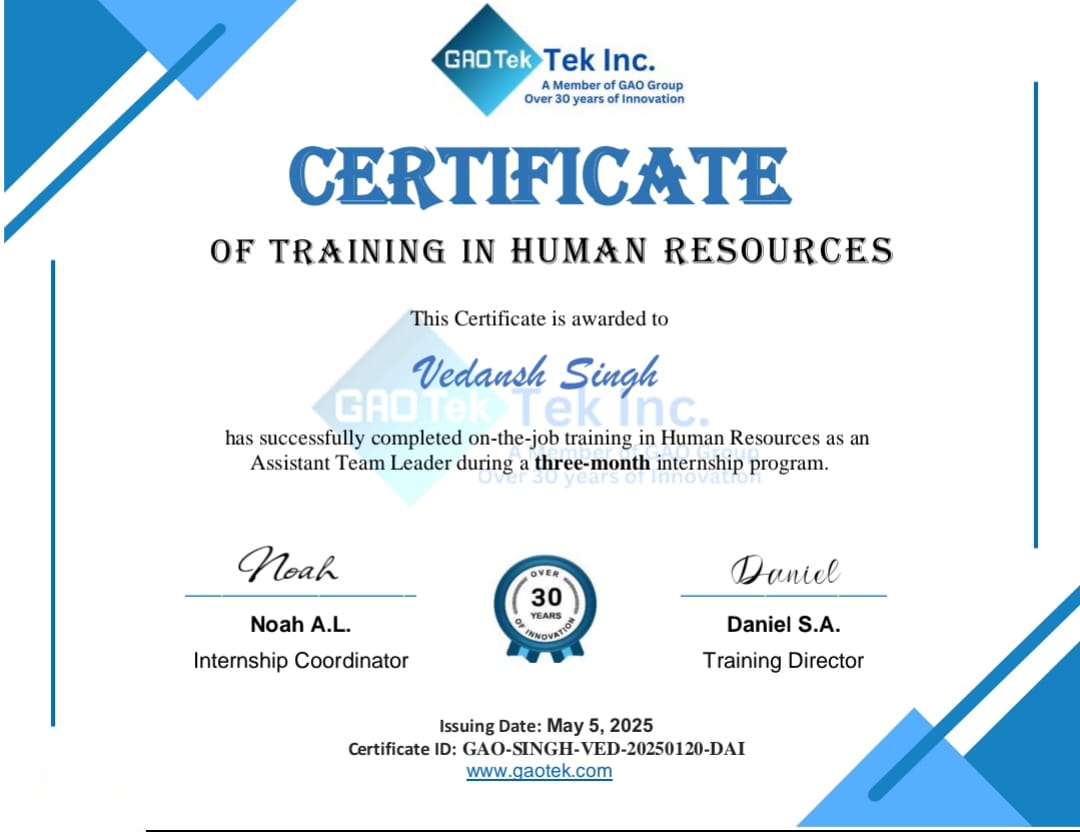 GAOTek Tek Inc.
A Member of GAO Group
Over 30 years of Innovation
CERTIFICATE
OF TRAINING IN HUMAN RESOURCES
This Certificate is awarded to
Vedansh Singh
GAOTek Tek Inc.
has successfully completed on-the-job training in Human Resources as an
A Member of GAO Group
Assistant Team Leader during a three-month internship program.
Over 30 years of Innovation
Noah
Daniel
OVER
30
YEARS
OF INNOVATION
Noah A.L.
Daniel S.A.
Internship Coordinator
Training Director
Issuing Date: May 5, 2025
Certificate ID: GAO-SINGH-VED-20250120-DAI
www.gaotek.com